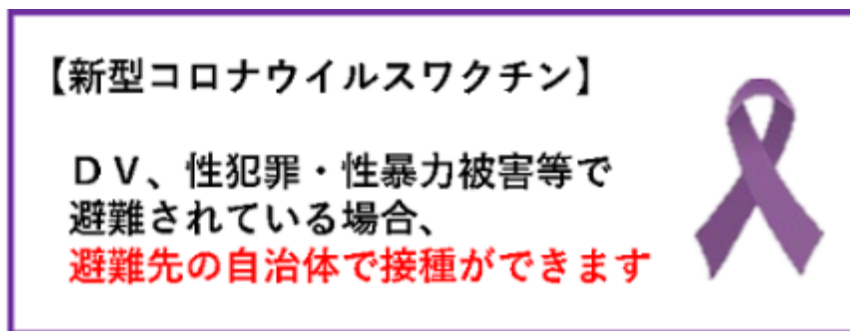 【新型コロナウイルスワクチン】
ＤＶ、性犯罪・性暴力被害等で
避難されている場合、
避難先の自治体で接種ができます